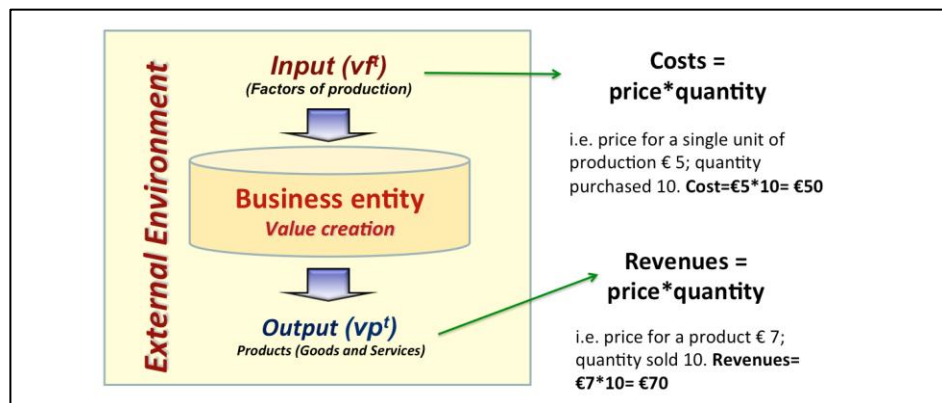 External Environment
Input (vfᵗ)
(Factors of production)
Business entity
Value creation
Output (vpᵗ)
Products (Goods and Services)
Costs =
price*quantity
i.e. price for a single unit of
production € 5; quantity
purchased 10. Cost=€5*10= €50
Revenues =
price*quantity
i.e. price for a product € 7;
quantity sold 10. Revenues=
€7*10= €70